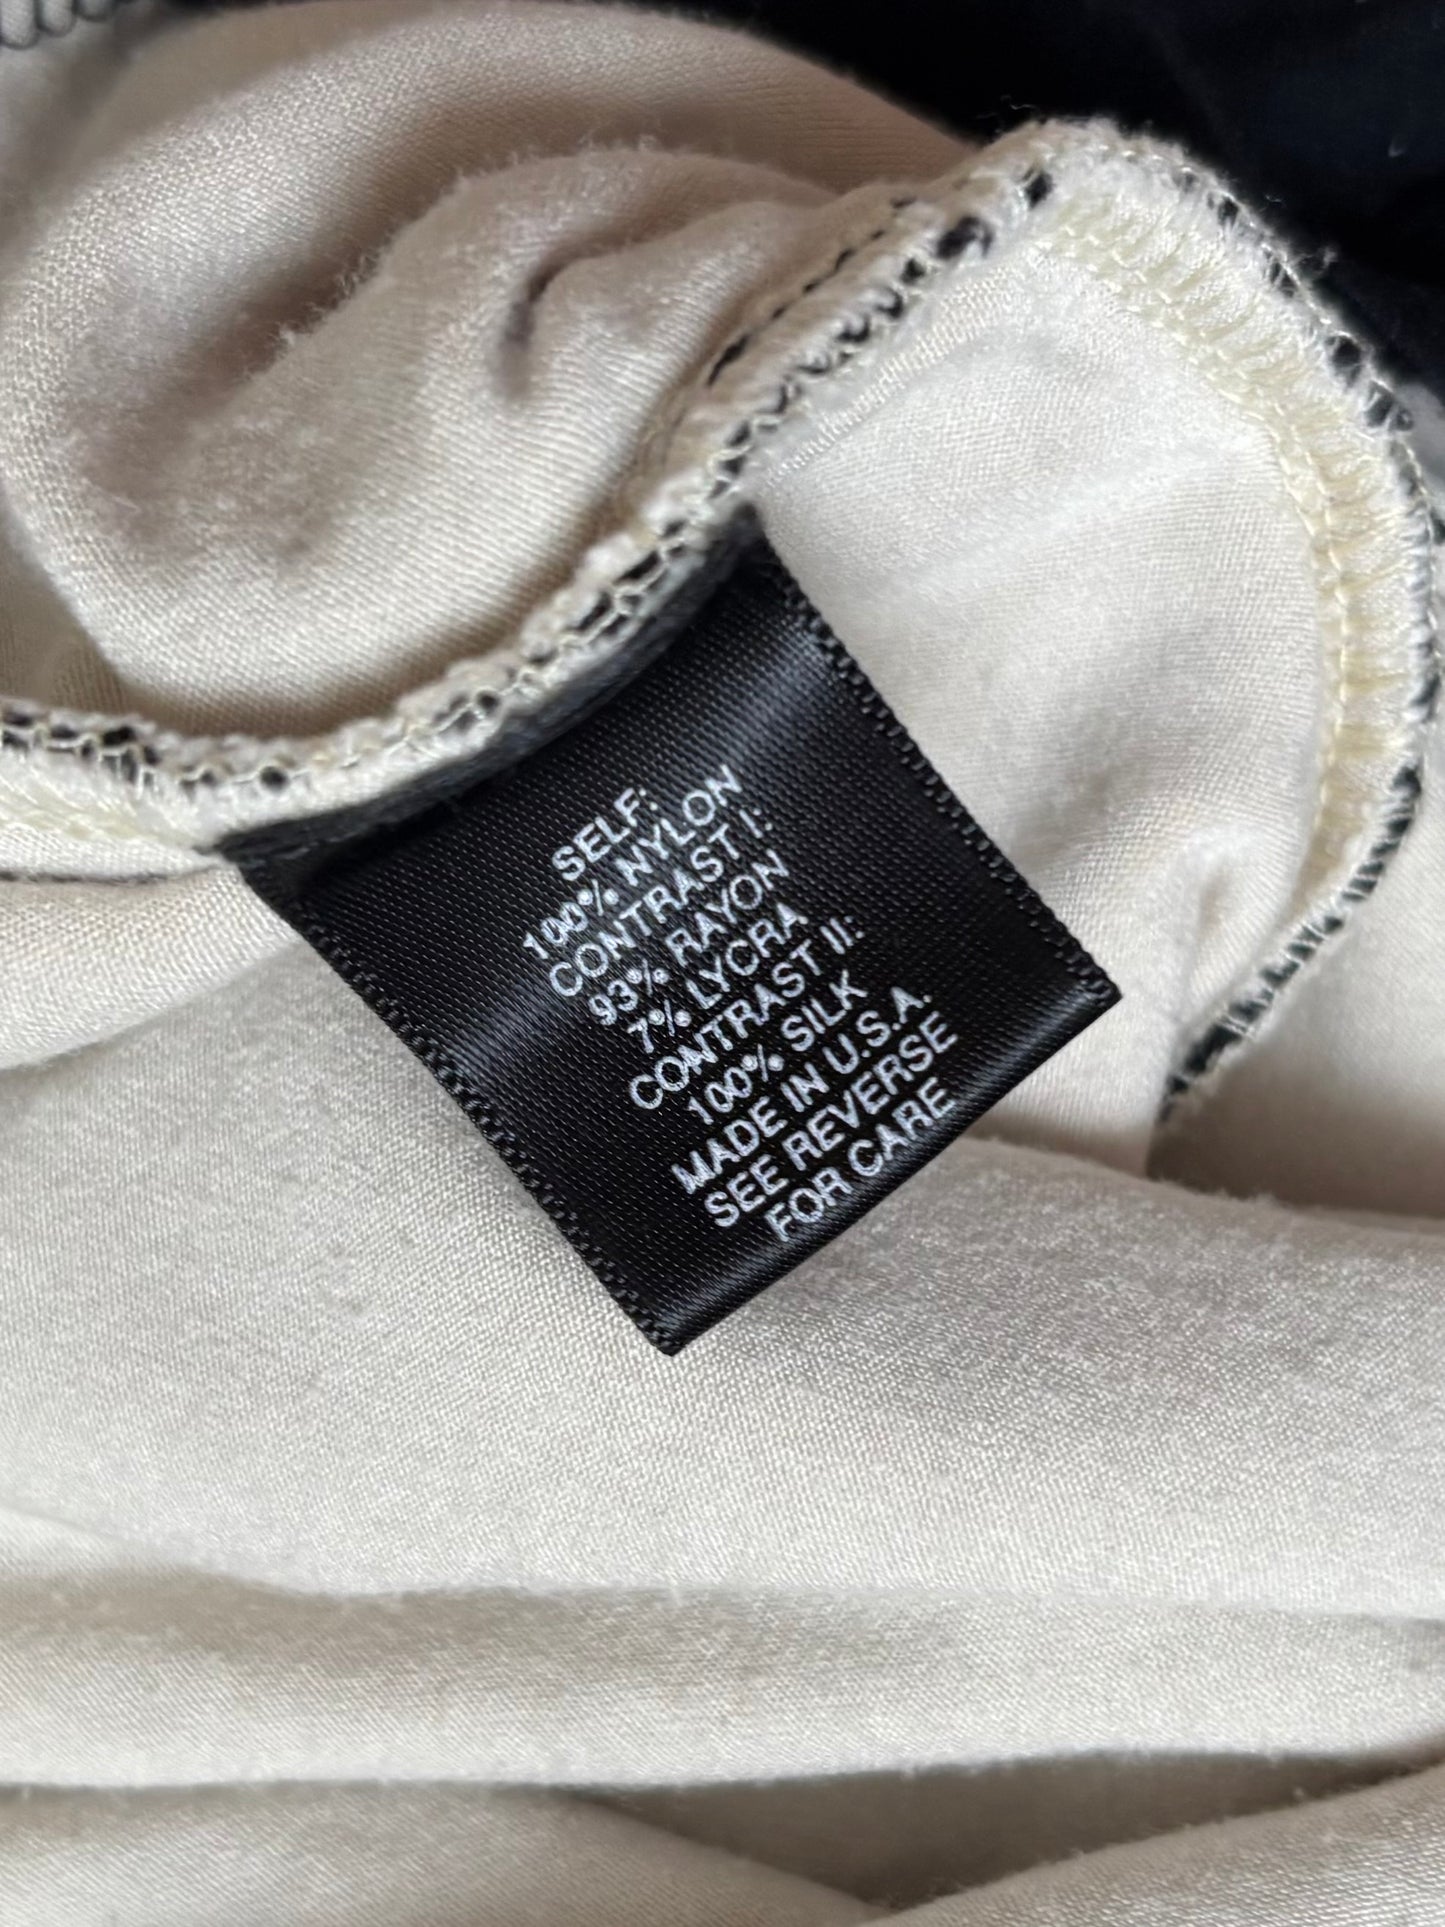 SELF:
100% NYLON
CONTRAST I:
93% RAYON
7% LYCRA
CONTRAST II:
100% SILK
MADE IN U.S.A.
SEE REVERSE
FOR CARE